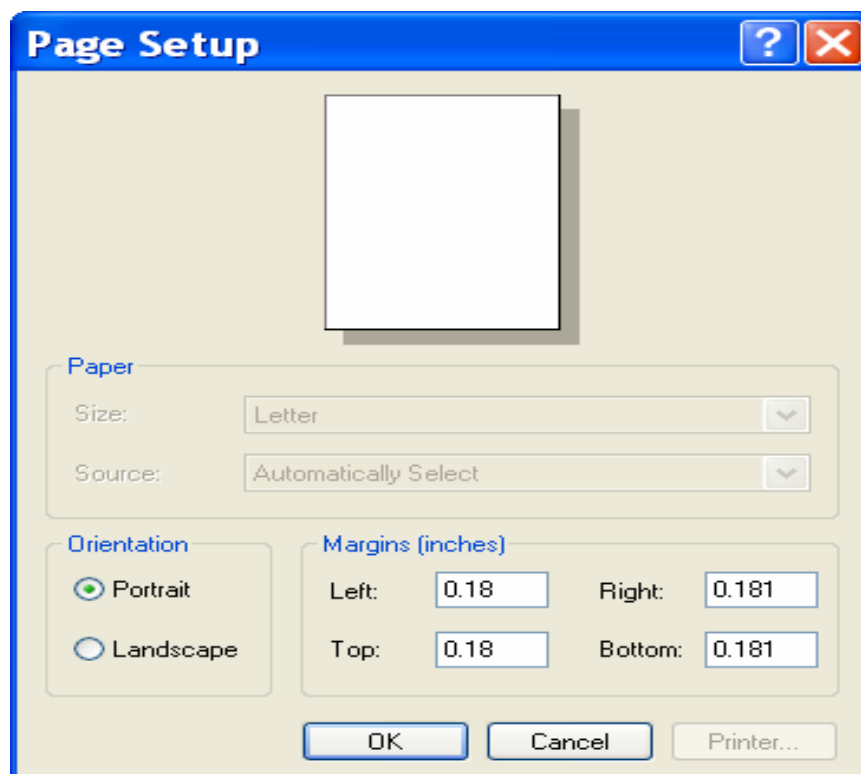 Page Setup
Paper
Size: Letter
Source: Automatically Select
Orientation
Portrait
Landscape
Margins (inches)
Left: 0.18 Right: 0.181
Top: 0.18 Bottom: 0.181
OK Cancel Printer...